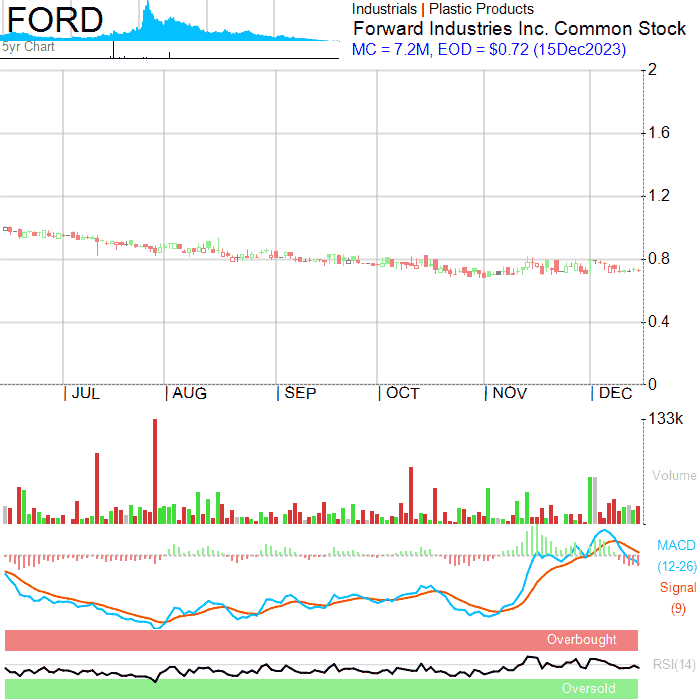 FORD
5yr Chart
Industrials | Plastic Products
Forward Industries Inc. Common Stock
MC = 7.2M, EOD = $0.72 (15Dec2023)
2
1.6
1.2
0.8
0.4
0
JUL AUG SEP OCT NOV DEC
133k
Volume
MACD
(12-26)
Signal
(9)
Overbought
RSI(14)
Oversold